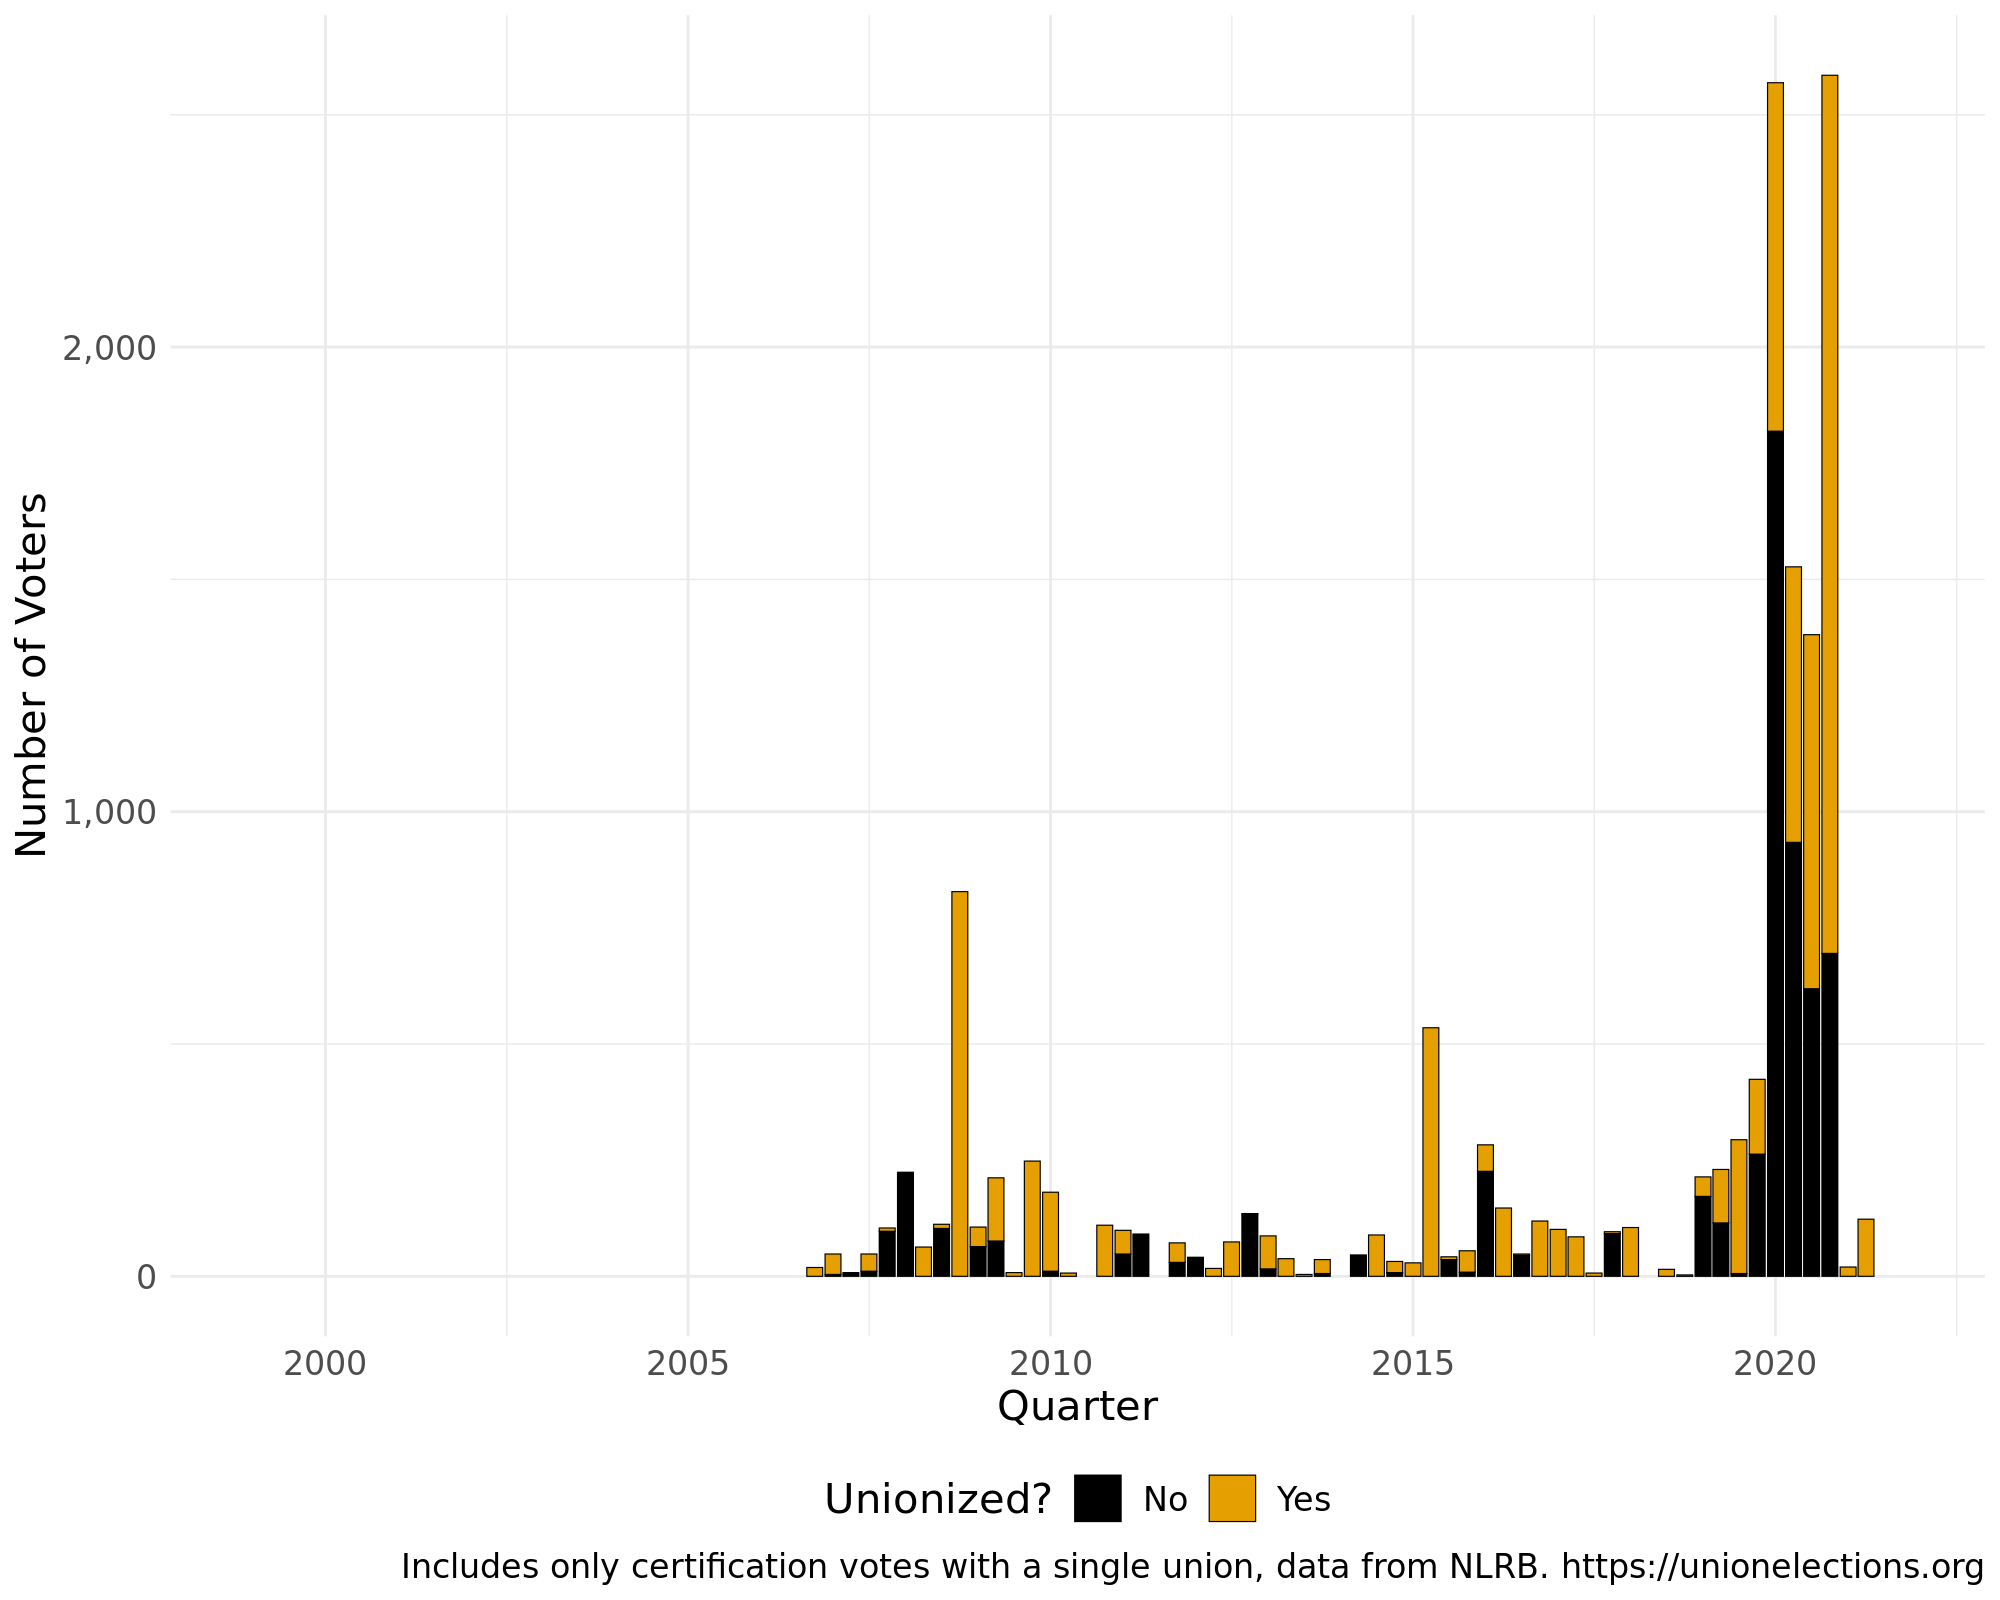 Number of Voters
2,000
1,000
0
2000 2005 2010 2015 2020
Quarter
Unionized? No Yes
Includes only certification votes with a single union, data from NLRB. https://unionelections.org